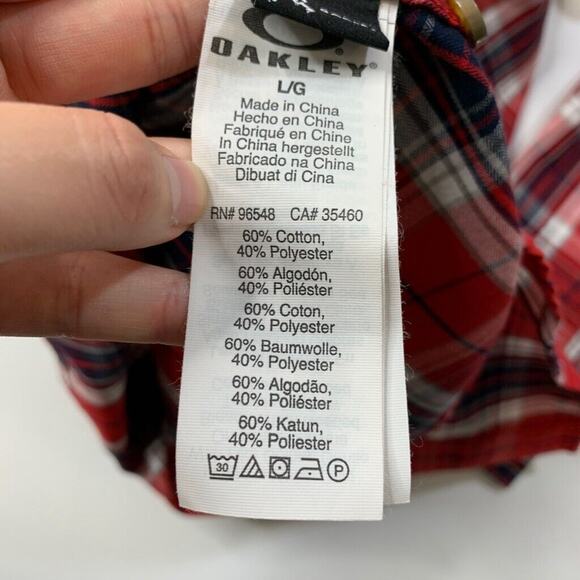 OAKLEY®
L/G
Made in China
Hecho en China
Fabriqué en Chine
In China hergestellt
Fabricado na China
Dibuat di Cina
RN# 96548 CA# 35460
60% Cotton,
40% Polyester
60% Algodón,
40% Poliéster
60% Coton,
40% Polyester
60% Baumwolle,
40% Polyester
60% Algodão,
40% Poliéster
60% Katun,
40% Poliester
30 P